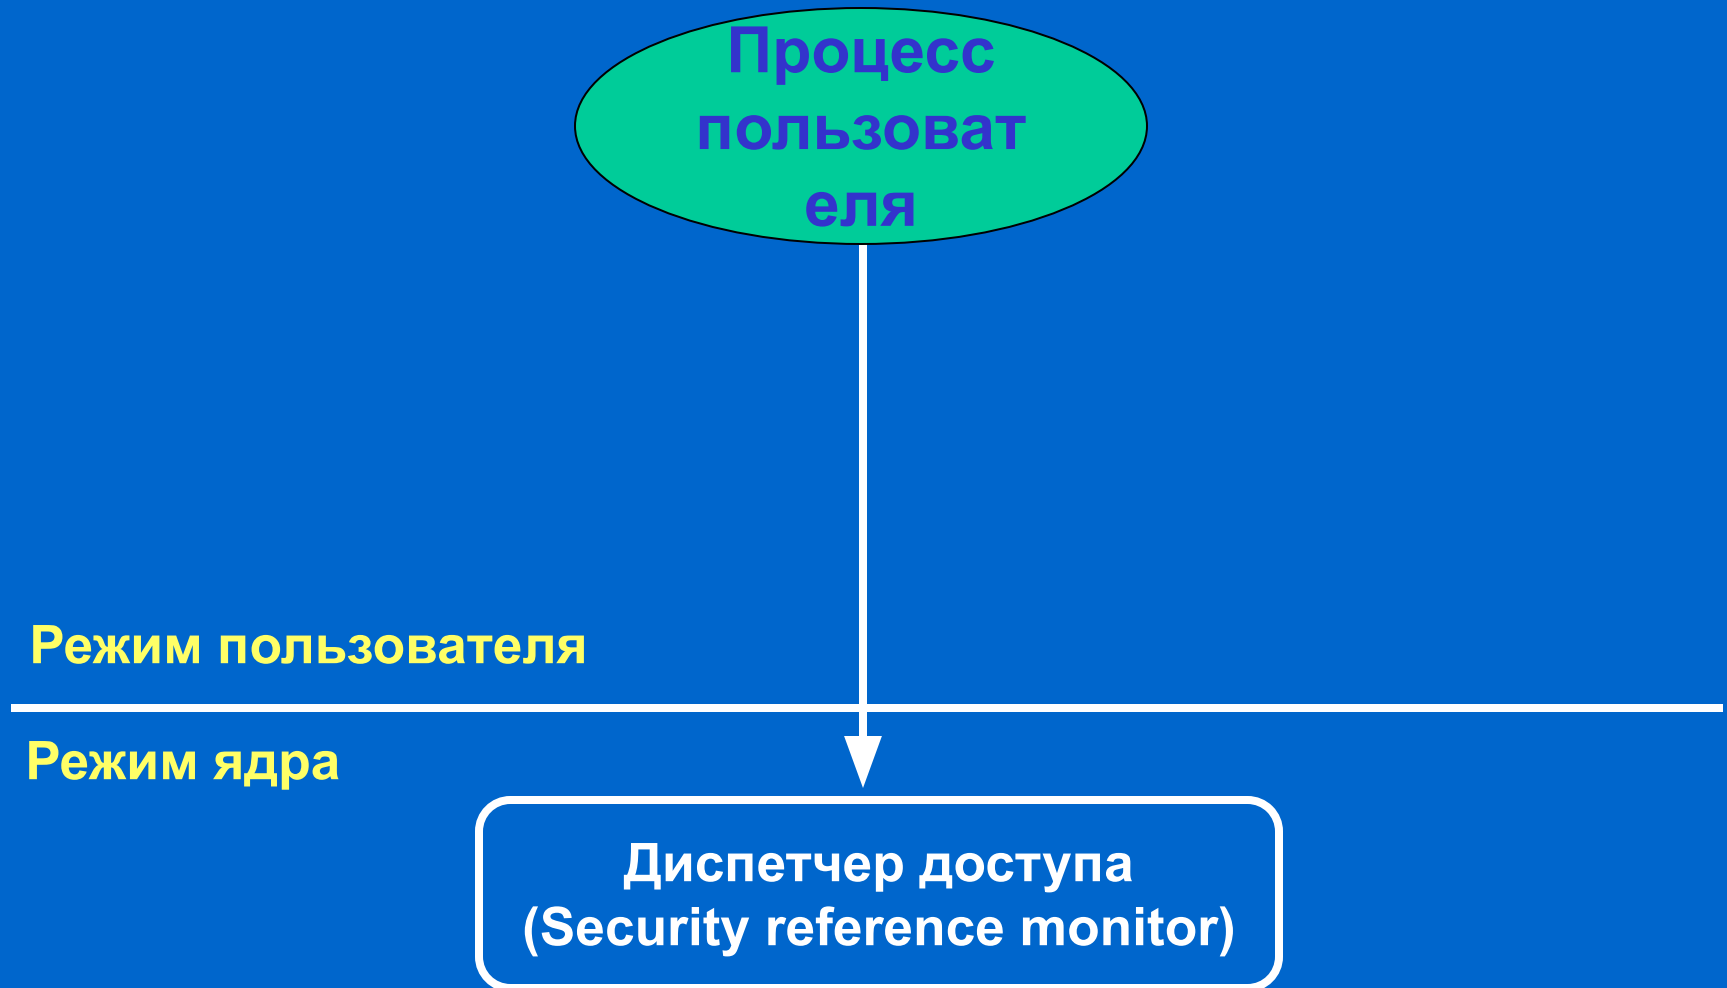 Процесс
пользоват
еля
Режим пользователя
Режим ядра
Диспетчер доступа
(Security reference monitor)